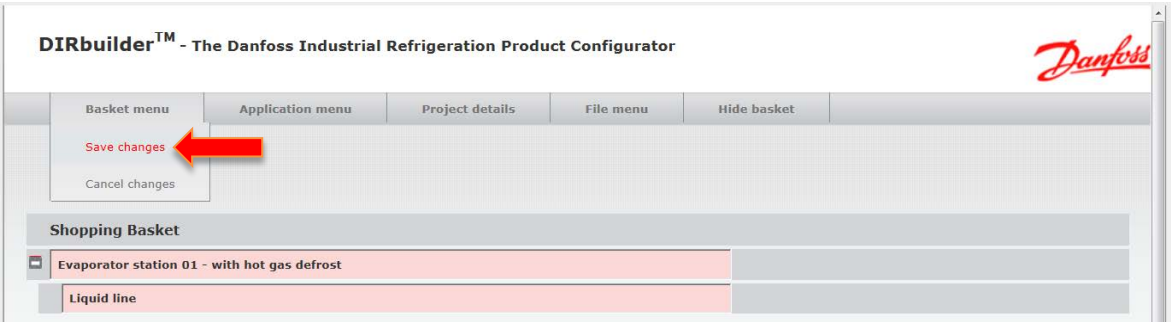 DIRbuilder™ - The Danfoss Industrial Refrigeration Product Configurator
Danfoss
Basket menu Application menu Project details File menu Hide basket
Save changes
Cancel changes
Shopping Basket
Evaporator station 01 - with hot gas defrost
Liquid line